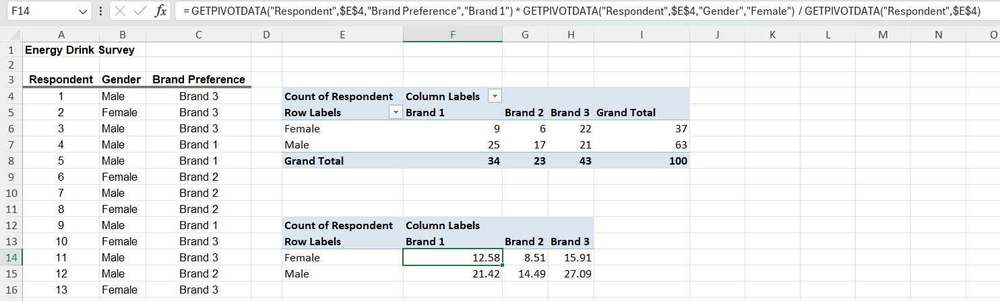 F14 fx =GETPIVOTDATA("Respondent",$E$4,"Brand Preference","Brand 1") * GETPIVOTDATA("Respondent",$E$4,"Gender","Female") / GETPIVOTDATA("Respondent",$E$4)
A B C D E F G H I J K L M N O
1 Energy Drink Survey
2
3 Respondent Gender Brand Preference
4 1 Male Brand 3 Count of Respondent Column Labels
5 2 Female Brand 3 Row Labels Brand 1 Brand 2 Brand 3 Grand Total
6 3 Male Brand 3 Female 9 6 22 37
7 4 Male Brand 1 Male 25 17 21 63
8 5 Male Brand 1 Grand Total 34 23 43 100
9 6 Female Brand 2
10 7 Male Brand 2
11 8 Female Brand 2
12 9 Male Brand 1 Count of Respondent Column Labels
13 10 Female Brand 3 Row Labels Brand 1 Brand 2 Brand 3
14 11 Male Brand 3 Female 12.58 8.51 15.91
15 12 Male Brand 2 Male 21.42 14.49 27.09
16 13 Female Brand 3